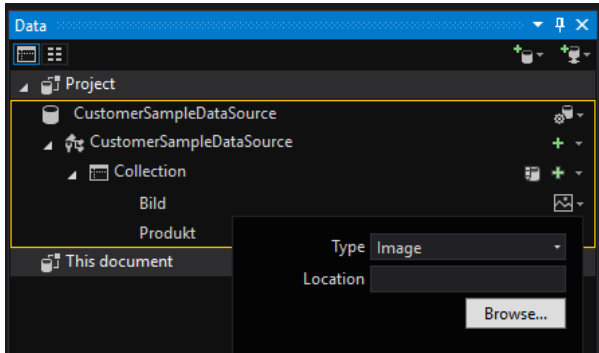 Data
Project
CustomerSampleDataSource
CustomerSampleDataSource
Collection
Bild
Produkt
Type Image
Location
This document
Browse...